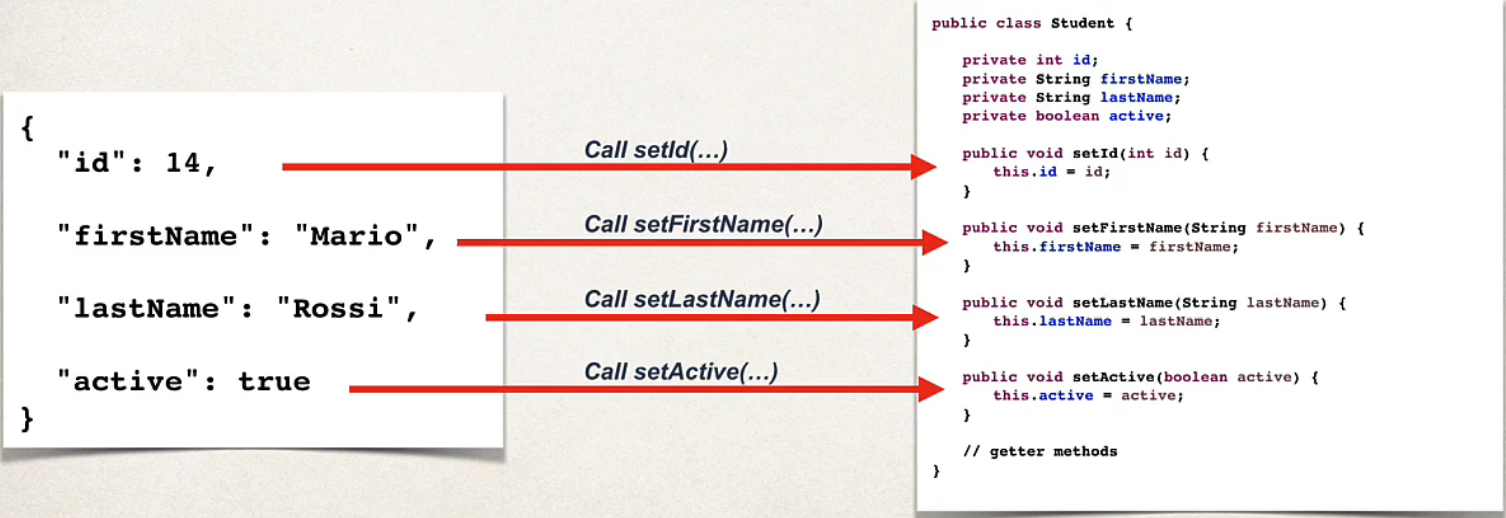 {
"id": 14,
"firstName": "Mario",
"lastName": "Rossi",
"active": true
}
Call setId(...)
Call setFirstName(...)
Call setLastName(...)
Call setActive(...)
public class Student {
private int id;
private String firstName;
private String lastName;
private boolean active;
public void setId(int id) {
this.id = id;
}
public void setFirstName(String firstName) {
this.firstName = firstName;
}
public void setLastName(String lastName) {
this.lastName = lastName;
}
public void setActive(boolean active) {
this.active = active;
}
// getter methods
}